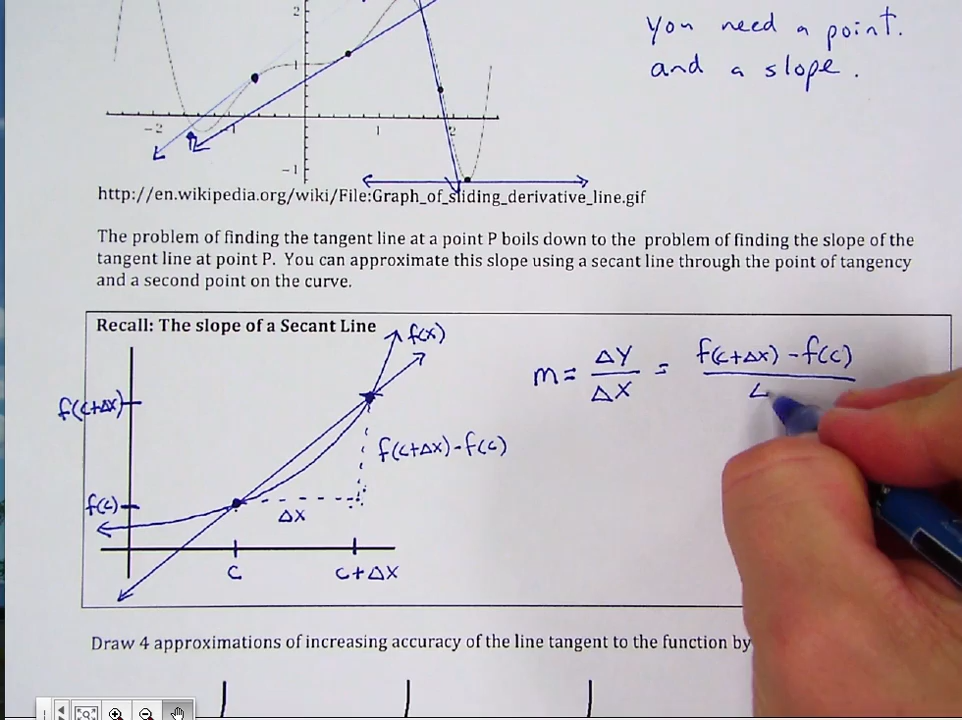 2
You need a point.
and a slope.
1
-2
-1
1
2
-1
http://en.wikipedia.org/wiki/File:Graph_of_sliding_derivative_line.gif
The problem of finding the tangent line at a point P boils down to the problem of finding the slope of the
tangent line at point P. You can approximate this slope using a secant line through the point of tangency
and a second point on the curve.
Recall: The slope of a Secant Line
f(x)
m = ΔY/ΔX = f(c+Δx) - f(c)
f(c+Δx)
f(c+Δx) - f(c)
f(c)
Δx
c
c+Δx
Draw 4 approximations of increasing accuracy of the line tangent to the function by